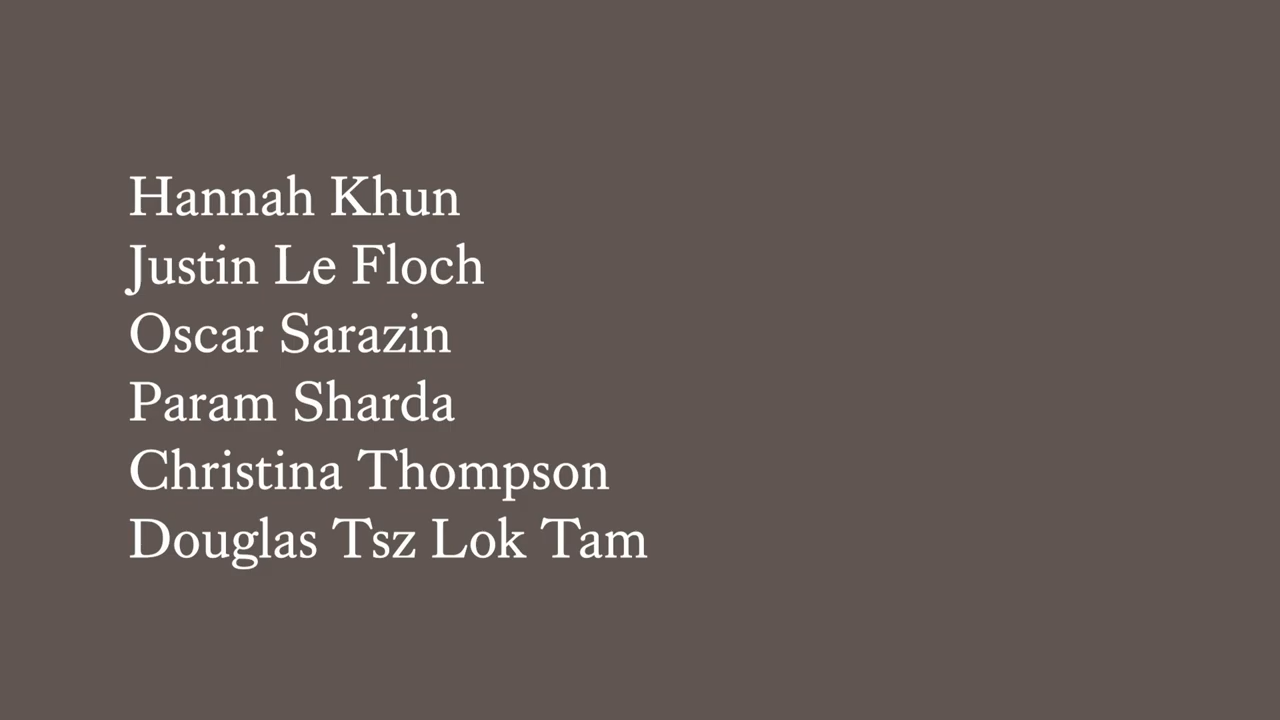 Hannah Khun
Justin Le Floch
Oscar Sarazin
Param Sharda
Christina Thompson
Douglas Tsz Lok Tam